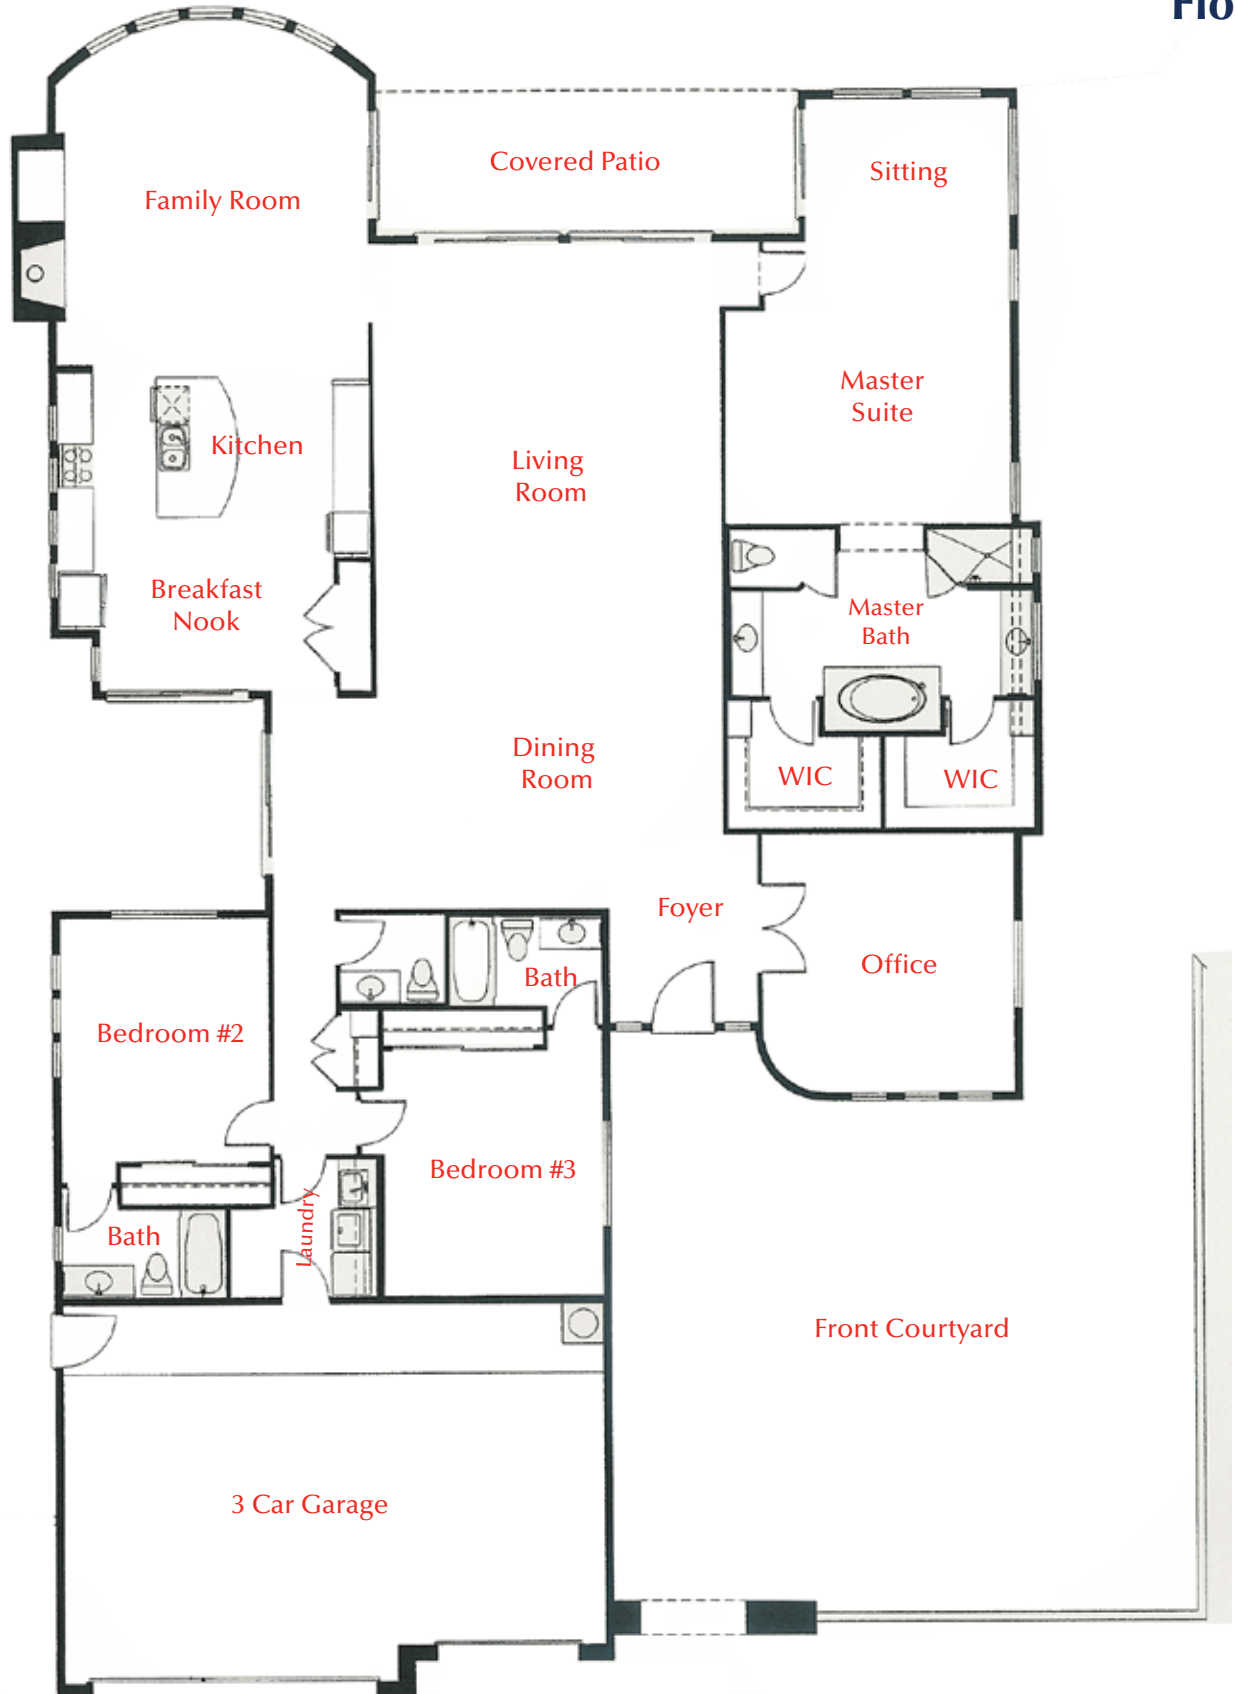 Flo
Covered Patio
Sitting
Family Room
Master
Suite
Kitchen
Living
Room
Breakfast
Nook
Master
Bath
Dining
Room
WIC
WIC
Foyer
Office
Bath
Bedroom #2
Bedroom #3
Laundry
Bath
Front Courtyard
3 Car Garage